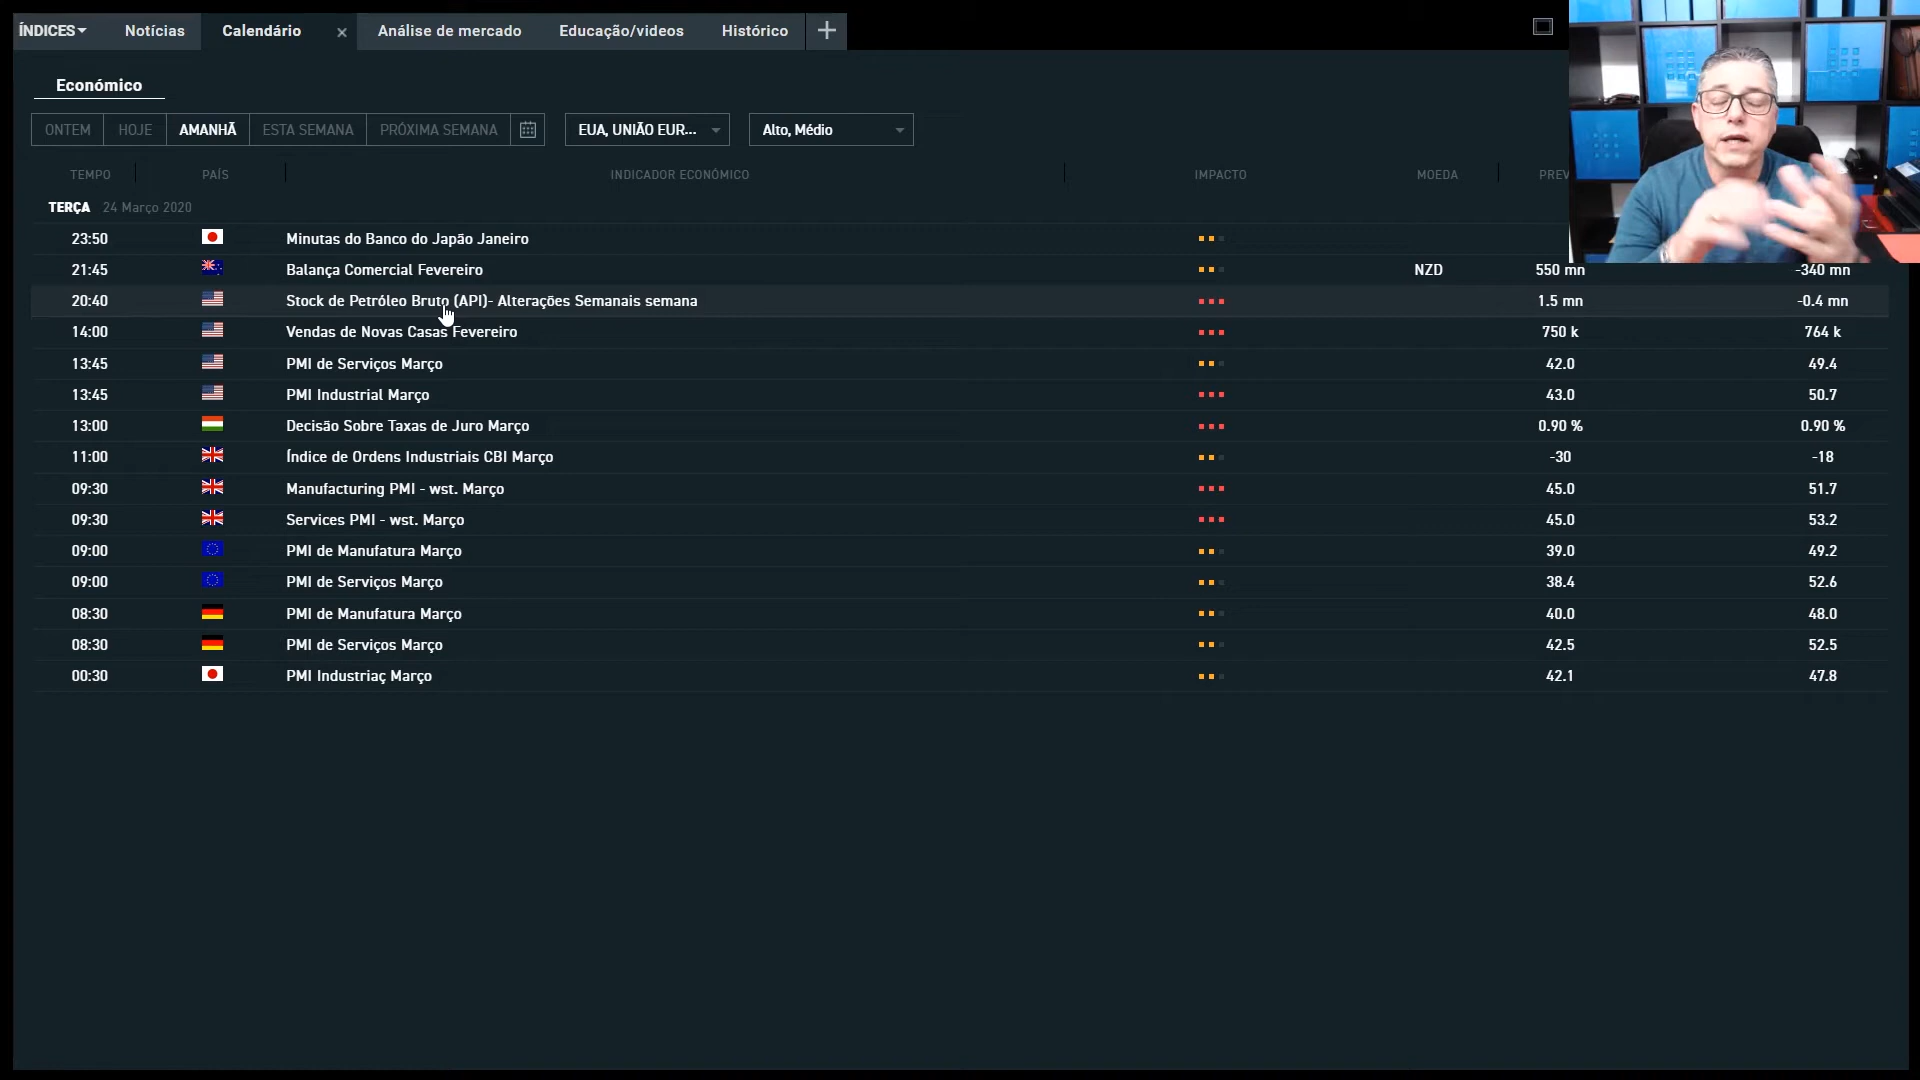 ÍNDICES Notícias Calendário × Análise de mercado Educação/videos Histórico +
Económico
ONTEM HOJE AMANHÃ ESTA SEMANA PRÓXIMA SEMANA EUA, UNIÃO EUR... Alto, Médio
TEMPO PAÍS INDICADOR ECONÓMICO IMPACTO MOEDA PREV
TERÇA 24 Março 2020
23:50 Minutas do Banco do Japão Janeiro
21:45 Balança Comercial Fevereiro NZD 550 mn -340 mn
20:40 Stock de Petróleo Bruto (API)- Alterações Semanais semana 1.5 mn -0.4 mn
14:00 Vendas de Novas Casas Fevereiro 750 k 764 k
13:45 PMI de Serviços Março 42.0 49.4
13:45 PMI Industrial Março 43.0 50.7
13:00 Decisão Sobre Taxas de Juro Março 0.90 % 0.90 %
11:00 Índice de Ordens Industriais CBI Março -30 -18
09:30 Manufacturing PMI - wst. Março 45.0 51.7
09:30 Services PMI - wst. Março 45.0 53.2
09:00 PMI de Manufatura Março 39.0 49.2
09:00 PMI de Serviços Março 38.4 52.6
08:30 PMI de Manufatura Março 40.0 48.0
08:30 PMI de Serviços Março 42.5 52.5
00:30 PMI Industriaç Março 42.1 47.8